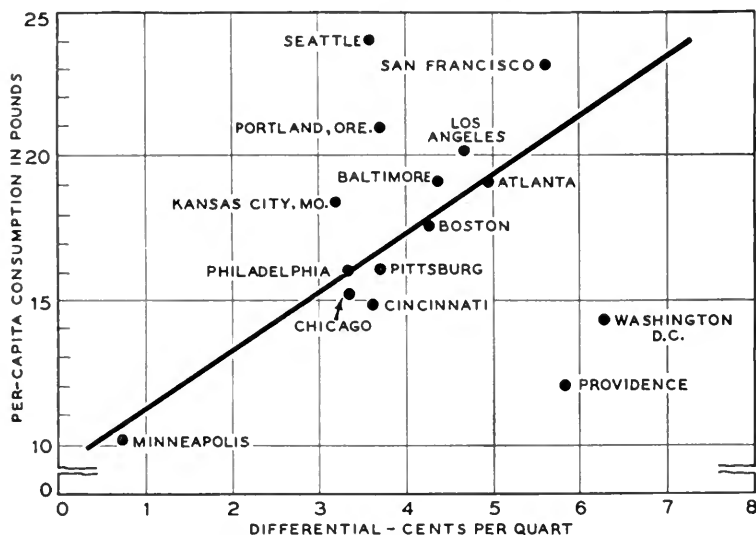 25
SEATTLE
SAN FRANCISCO
PORTLAND, ORE.
LOS
ANGELES
20
BALTIMORE
ATLANTA
KANSAS CITY, MO.
BOSTON
PHILADELPHIA
PITTSBURG
15
CHICAGO
CINCINNATI
WASHINGTON
D.C.
PROVIDENCE
10
MINNEAPOLIS
0
0 1 2 3 4 5 6 7 8
PER-CAPITA CONSUMPTION IN POUNDS
DIFFERENTIAL - CENTS PER QUART